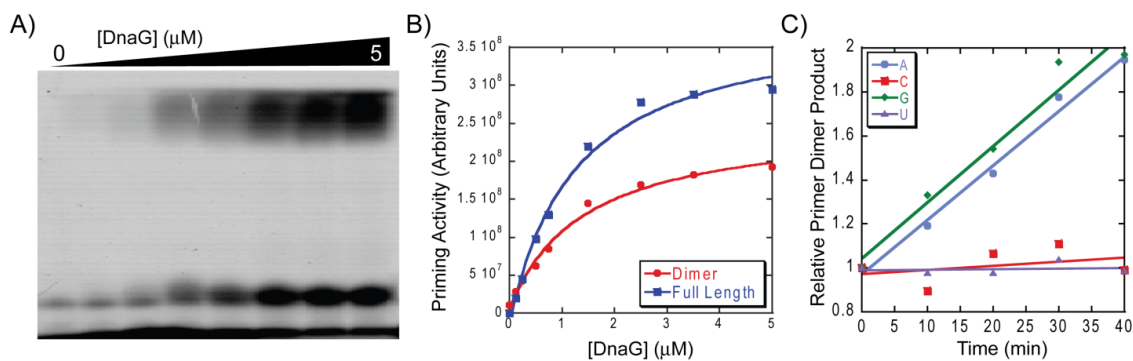 A)
[DnaG] (μM)
0
5
B)
Priming Activity (Arbitrary Units)
3.5 10⁸
3 10⁸
2.5 10⁸
2 10⁸
1.5 10⁸
1 10⁸
5 10⁷
0
0 1 2 3 4 5
[DnaG] (μM)
Dimer
Full Length
C)
Relative Primer Dimer Product
2
1.8
1.6
1.4
1.2
1
0.8
0 10 20 30 40
Time (min)
A
C
G
U